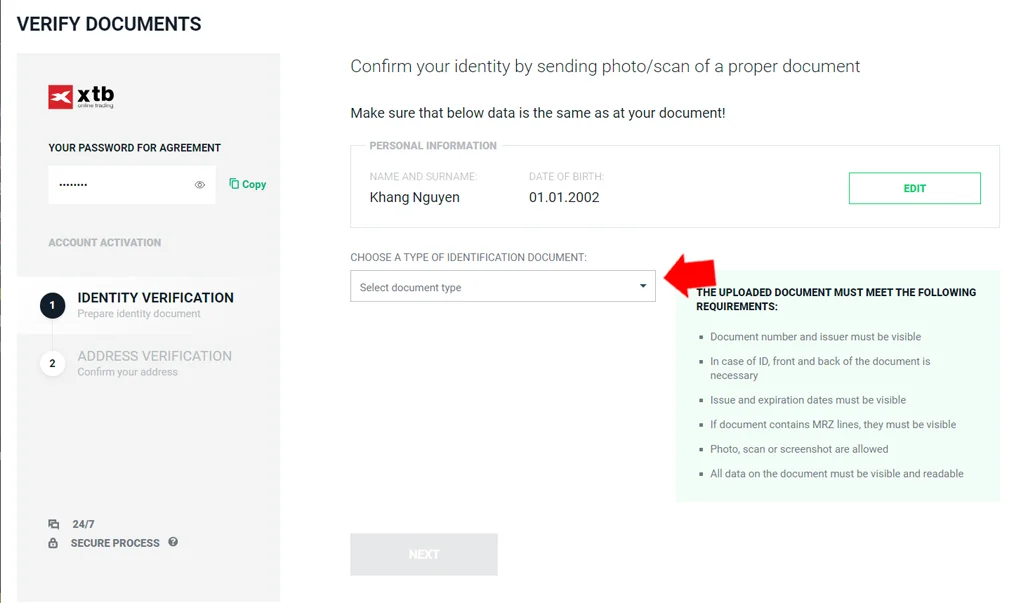 VERIFY DOCUMENTS
xtb
online trading
YOUR PASSWORD FOR AGREEMENT
••••••••
Copy
ACCOUNT ACTIVATION
1
IDENTITY VERIFICATION
Prepare identity document
2
ADDRESS VERIFICATION
Confirm your address
24/7
SECURE PROCESS ?
Confirm your identity by sending photo/scan of a proper document
Make sure that below data is the same as at your document!
PERSONAL INFORMATION
NAME AND SURNAME:
Khang Nguyen
DATE OF BIRTH:
01.01.2002
EDIT
CHOOSE A TYPE OF IDENTIFICATION DOCUMENT:
Select document type
THE UPLOADED DOCUMENT MUST MEET THE FOLLOWING
REQUIREMENTS:
Document number and issuer must be visible
In case of ID, front and back of the document is
necessary
Issue and expiration dates must be visible
If document contains MRZ lines, they must be visible
Photo, scan or screenshot are allowed
All data on the document must be visible and readable
NEXT